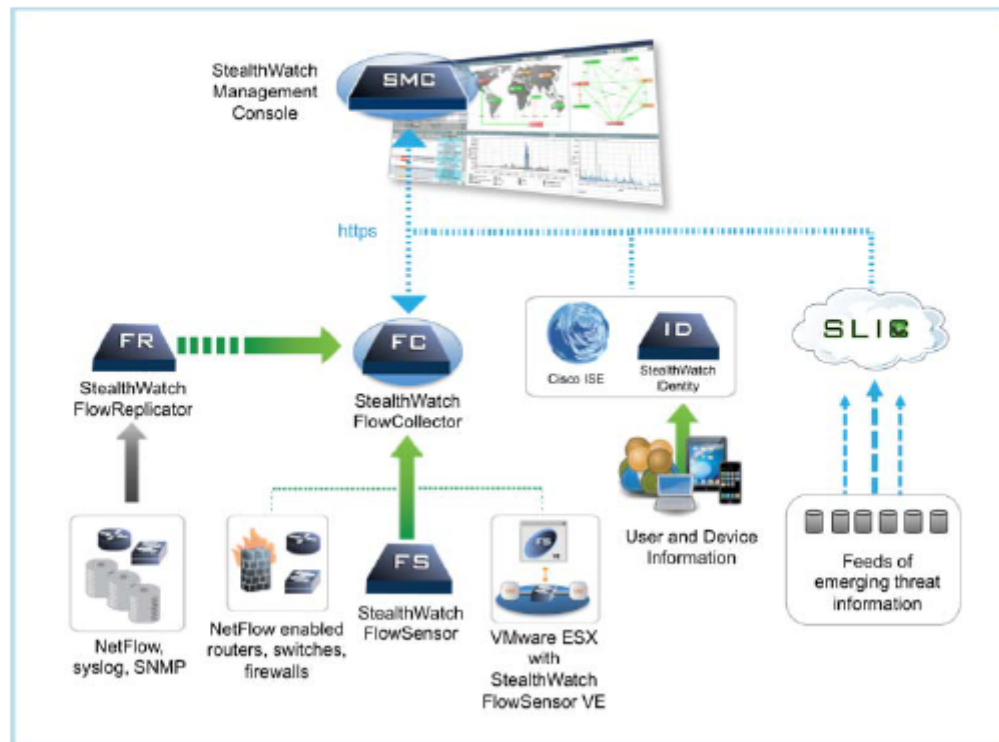 StealthWatch
Management
Console
SMC
https
FR
StealthWatch
FlowReplicator
FC
StealthWatch
FlowCollector
Cisco ISE
ID
StealthWatch
IDentity
SLIC
NetFlow,
syslog, SNMP
NetFlow enabled
routers, switches,
firewalls
FS
StealthWatch
FlowSensor
FS
VE
VMware ESX
with
StealthWatch
FlowSensor VE
User and Device
Information
Feeds of
emerging threat
information